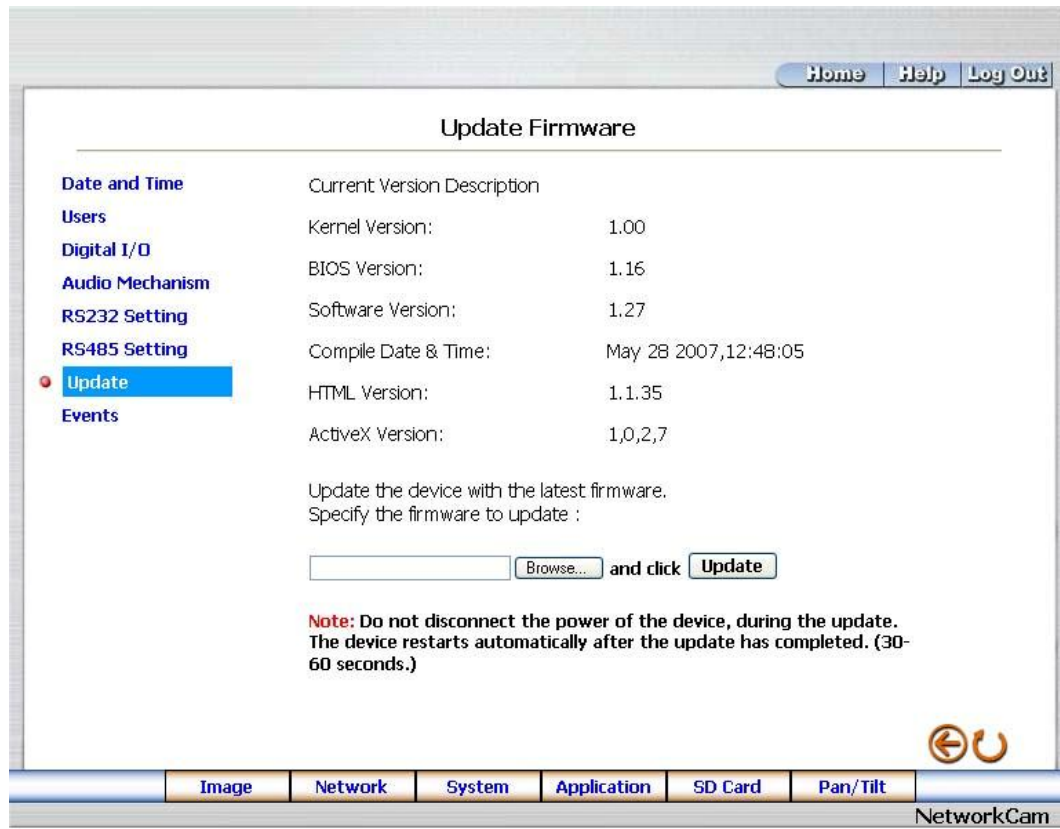 Home Help Log Out
Update Firmware
Date and Time
Users
Digital I/O
Audio Mechanism
RS232 Setting
RS485 Setting
Update
Events
Current Version Description
Kernel Version: 1.00
BIOS Version: 1.16
Software Version: 1.27
Compile Date & Time: May 28 2007,12:48:05
HTML Version: 1.1.35
ActiveX Version: 1,0,2,7
Update the device with the latest firmware.
Specify the firmware to update :
Browse... and click Update
Note: Do not disconnect the power of the device, during the update.
The device restarts automatically after the update has completed. (30-
60 seconds.)
Image Network System Application SD Card Pan/Tilt
NetworkCam